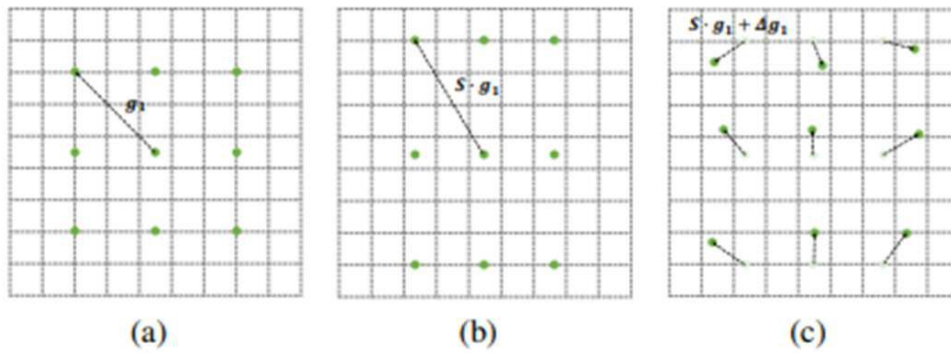 g₁
S · g₁
S · g₁ + Δg₁
(a)
(b)
(c)